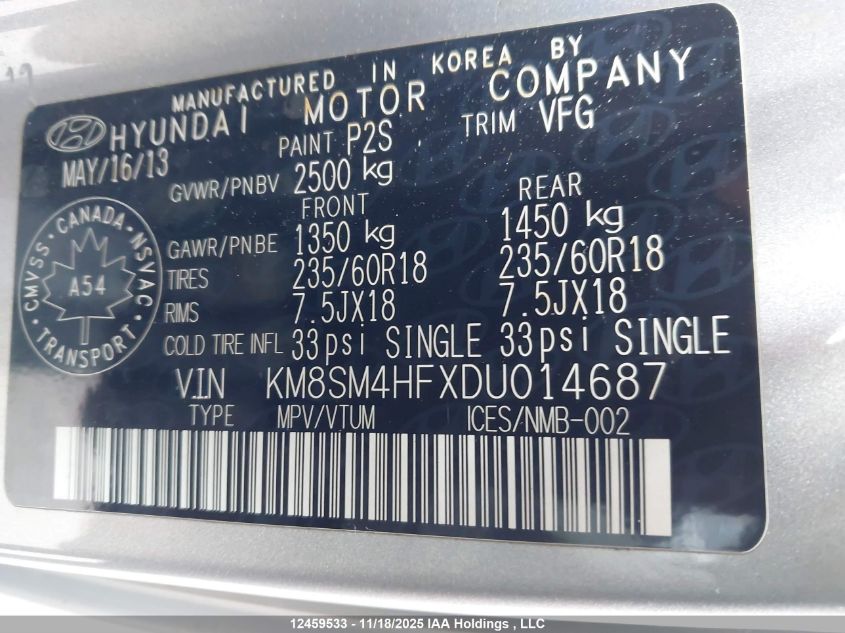 MANUFACTURED IN KOREA BY
HYUNDAI MOTOR COMPANY
MAY/16/13 PAINT P2S TRIM VFG
GVWR/PNBV 2500 kg
FRONT REAR
GAWR/PNBE 1350 kg 1450 kg
TIRES 235/60R18 235/60R18
RIMS 7.5JX18 7.5JX18
COLD TIRE INFL 33psi SINGLE 33psi SINGLE
VIN KM8SM4HFXDU014687
TYPE MPV/VTUM ICES/NMB-002
CMVSS · CANADA · NSVAC
A54
TRANSPORT
12459533 - 11/18/2025 IAA Holdings , LLC